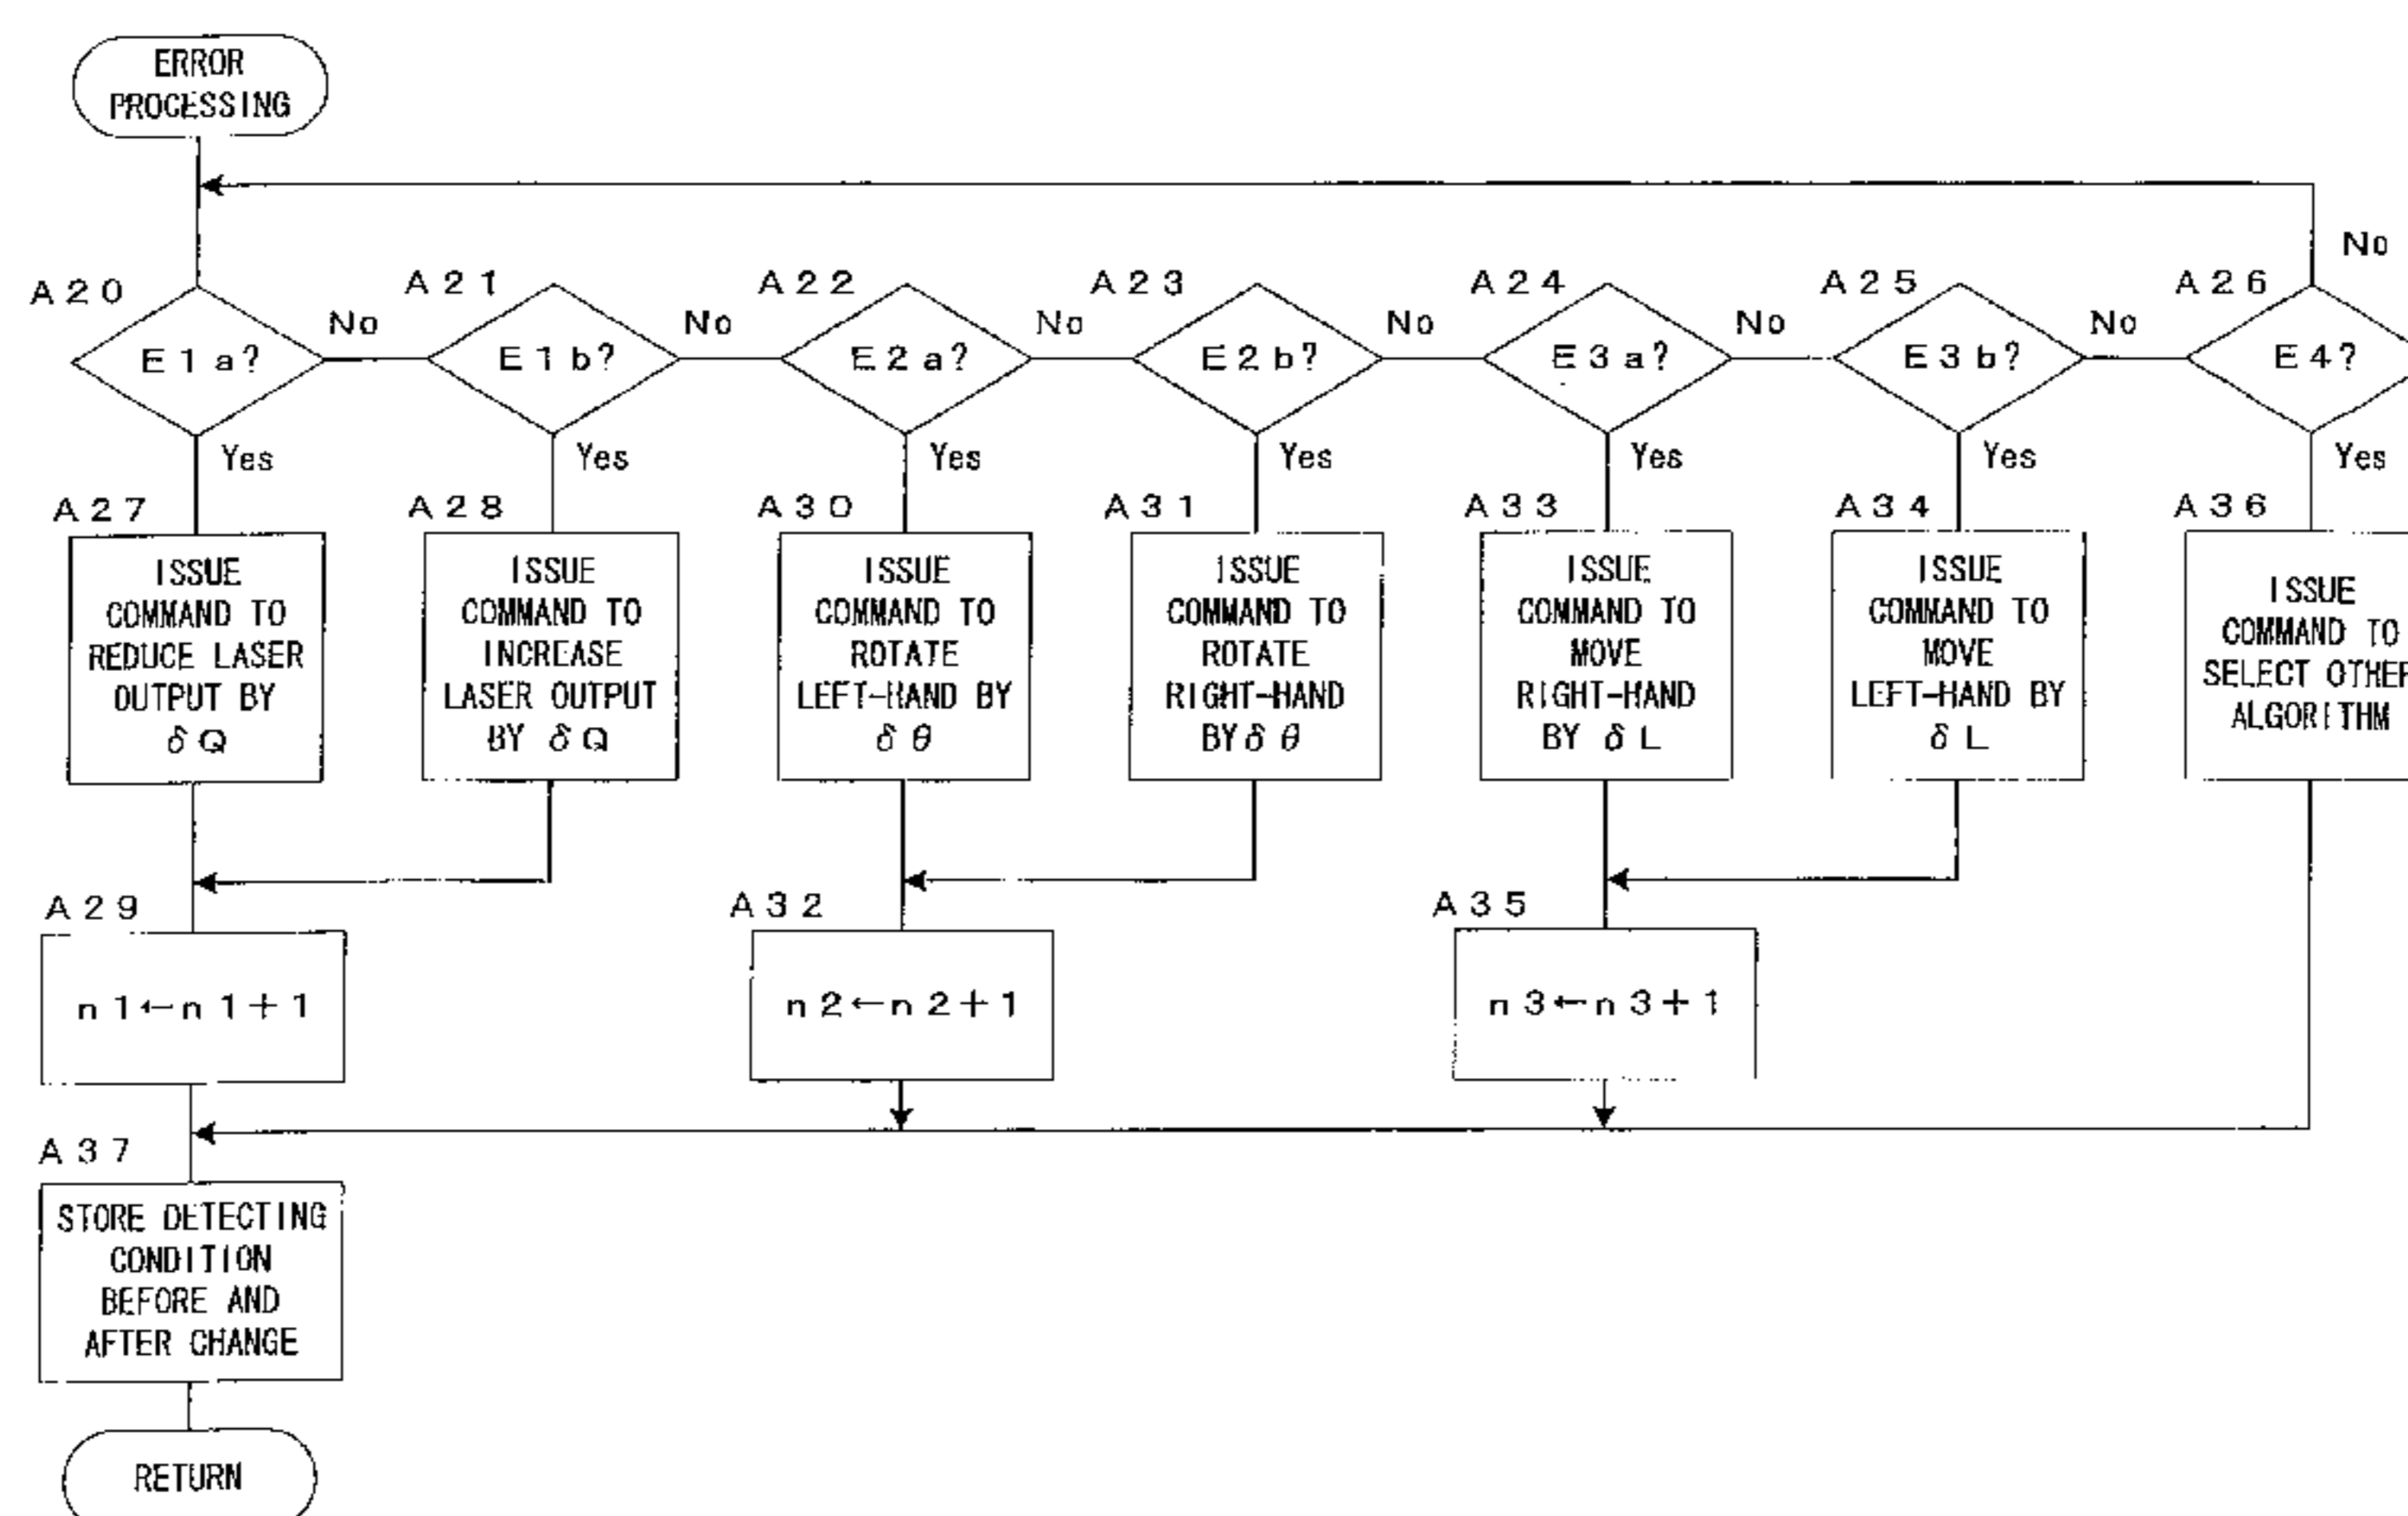 ERROR
PROCESSING
No
A20
A21
A22
A23
A24
A25
A26
No
No
No
No
No
No
E1a?
E1b?
E2a?
E2b?
E3a?
E3b?
E4?
Yes
Yes
Yes
Yes
Yes
Yes
Yes
A27
ISSUE
COMMAND TO
REDUCE LASER
OUTPUT BY
δQ
A28
ISSUE
COMMAND TO
INCREASE
LASER OUTPUT
BY δQ
A30
ISSUE
COMMAND TO
ROTATE
LEFT-HAND BY
δθ
A31
ISSUE
COMMAND TO
ROTATE
RIGHT-HAND
BY δθ
A33
ISSUE
COMMAND TO
MOVE
RIGHT-HAND
BY δL
A34
ISSUE
COMMAND TO
MOVE
LEFT-HAND BY
δL
A36
ISSUE
COMMAND TO
SELECT OTHER
ALGORITHM
A29
n1←n1+1
A32
n2←n2+1
A35
n3←n3+1
A37
STORE DETECTING
CONDITION
BEFORE AND
AFTER CHANGE
RETURN